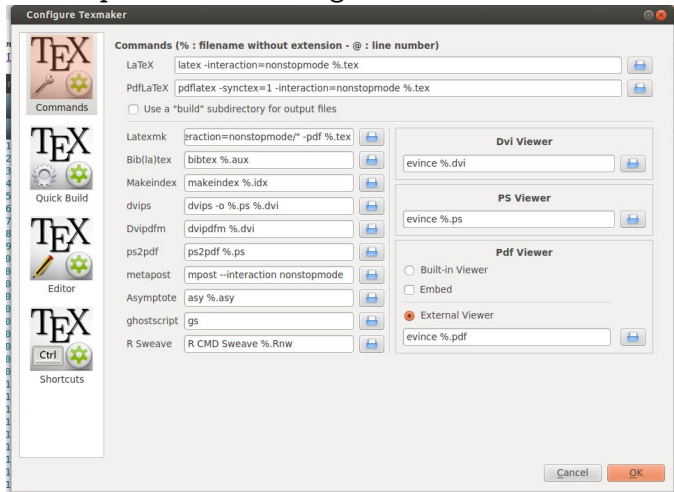 Configure Texmaker
TEX
Commands
TEX
Quick Build
TEX
Editor
TEX
Ctrl
Shortcuts
Commands (% : filename without extension - @ : line number)
LaTeX latex -interaction=nonstopmode %.tex
PdfLaTeX pdflatex -synctex=1 -interaction=nonstopmode %.tex
Use a "build" subdirectory for output files
Latexmk eraction=nonstopmode/" -pdf %.tex
Bib(la)tex bibtex %.aux
Makeindex makeindex %.idx
dvips dvips -o %.ps %.dvi
Dvipdfm dvipdfm %.dvi
ps2pdf ps2pdf %.ps
metapost mpost --interaction nonstopmode
Asymptote asy %.asy
ghostscript gs
R Sweave R CMD Sweave %.Rnw
Dvi Viewer
evince %.dvi
PS Viewer
evince %.ps
Pdf Viewer
Built-in Viewer
Embed
External Viewer
evince %.pdf
Cancel OK